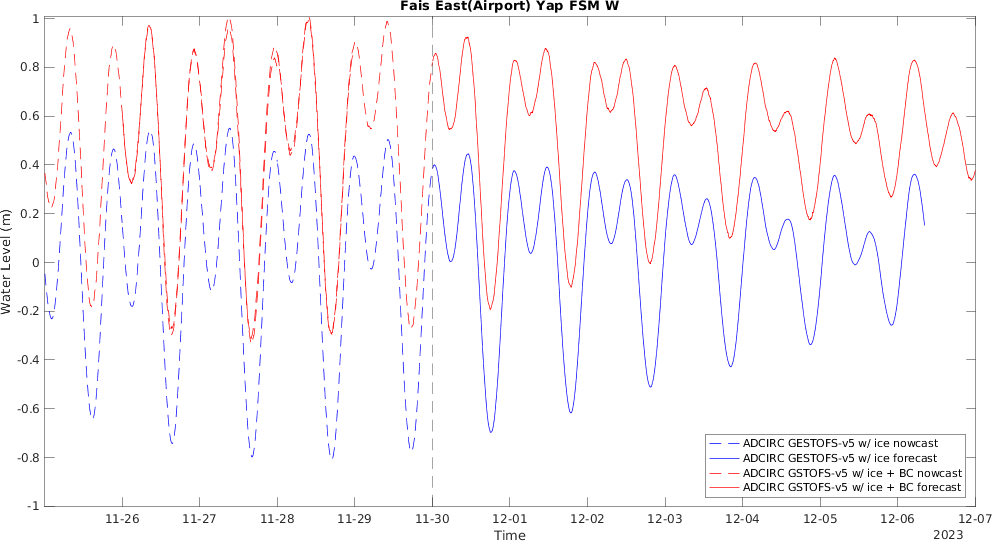 Fais East(Airport) Yap FSM W
1
0.8
0.6
0.4
0.2
0
-0.2
-0.4
-0.6
-0.8
-1
Water Level (m)
ADCIRC GESTOFS-v5 w/ ice nowcast
ADCIRC GESTOFS-v5 w/ ice forecast
ADCIRC GSTOFS-v5 w/ ice + BC nowcast
ADCIRC GSTOFS-v5 w/ ice + BC forecast
11-26 11-27 11-28 11-29 11-30 12-01 12-02 12-03 12-04 12-05 12-06 12-07
Time
2023